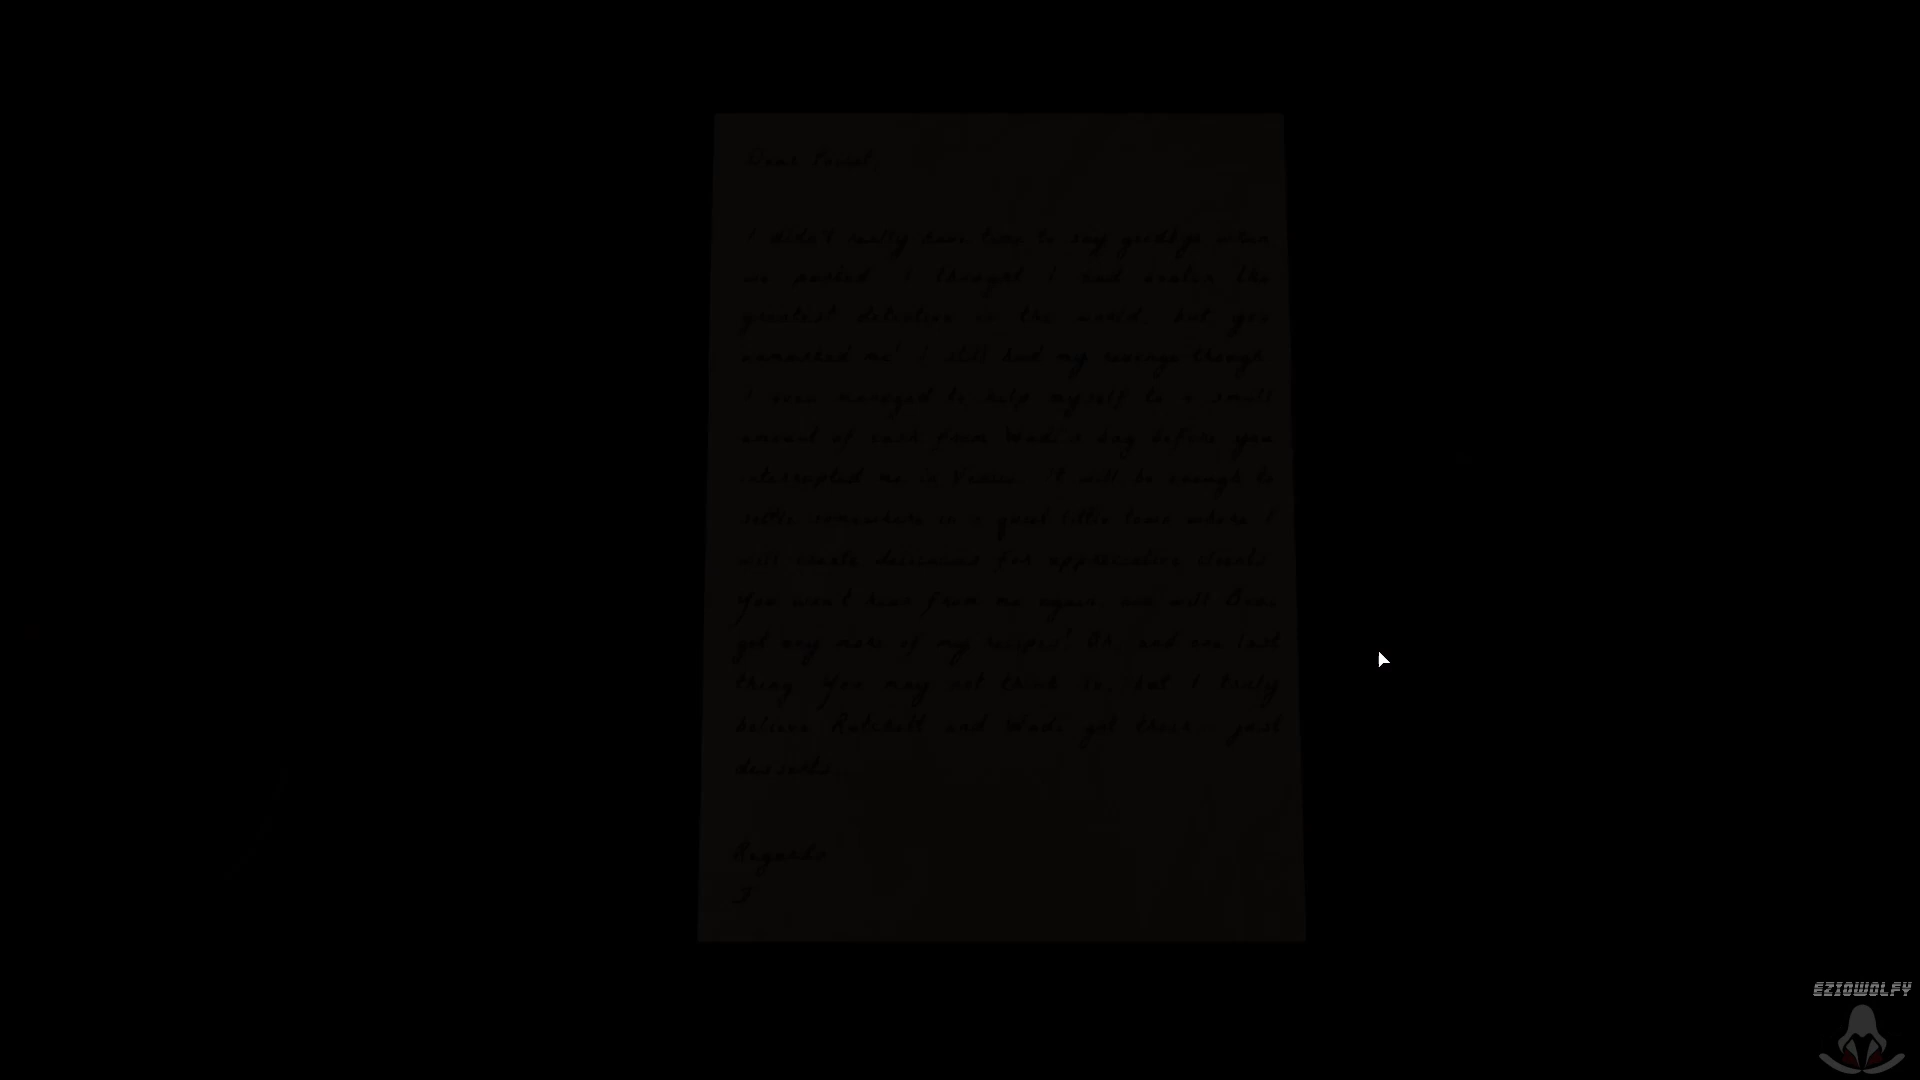 Dear Poirot,
I didn't really have time to say goodbye when
we parted. I thought I had the
greatest detective in the world, but you
unmasked me! I still had my revenge though.
I even managed to help myself to a small
amount of cash from Wade's bag before you
interrupted me in Venice. It will be enough to
settle somewhere in a quiet little town where I
will create delicacies for appreciative clients.
You won't hear from me again, nor will
get any more of my recipes! Oh, and one last
thing. You may not think so, but I truly
believe Ratchett and Wade got their... just
desserts.
Regards
EZIOWOLFY